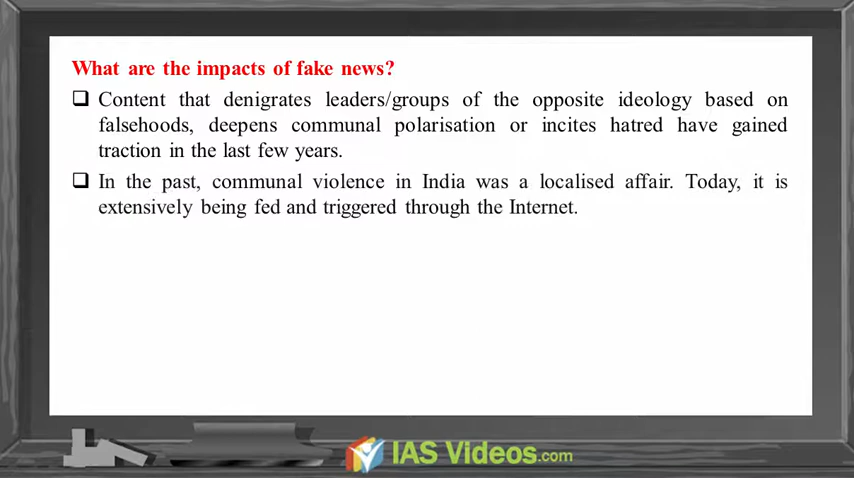 What are the impacts of fake news?
❑ Content that denigrates leaders/groups of the opposite ideology based on
falsehoods, deepens communal polarisation or incites hatred have gained
traction in the last few years.
❑ In the past, communal violence in India was a localised affair. Today, it is
extensively being fed and triggered through the Internet.
IAS Videos.com